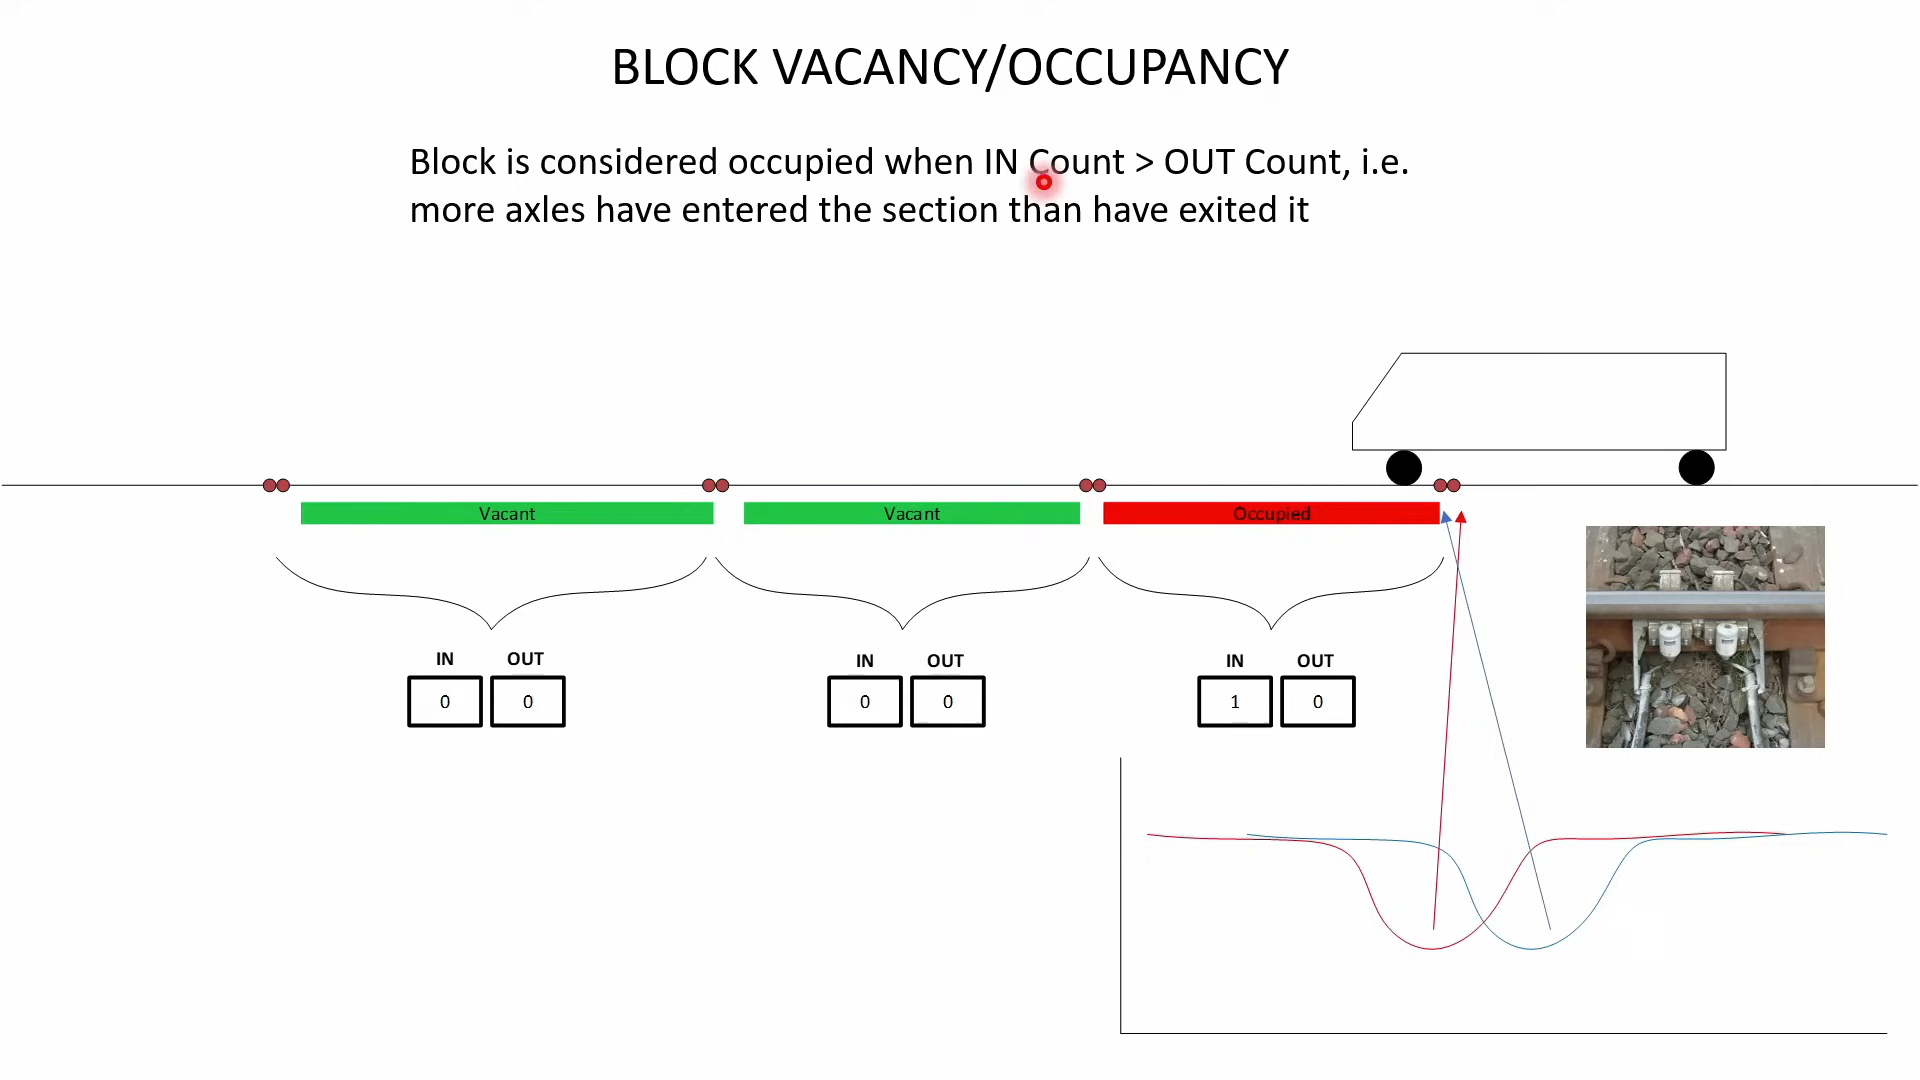 BLOCK VACANCY/OCCUPANCY
Block is considered occupied when IN Count > OUT Count, i.e.
more axles have entered the section than have exited it
Vacant
Vacant
Occupied
IN OUT
0 0
IN OUT
0 0
IN OUT
1 0